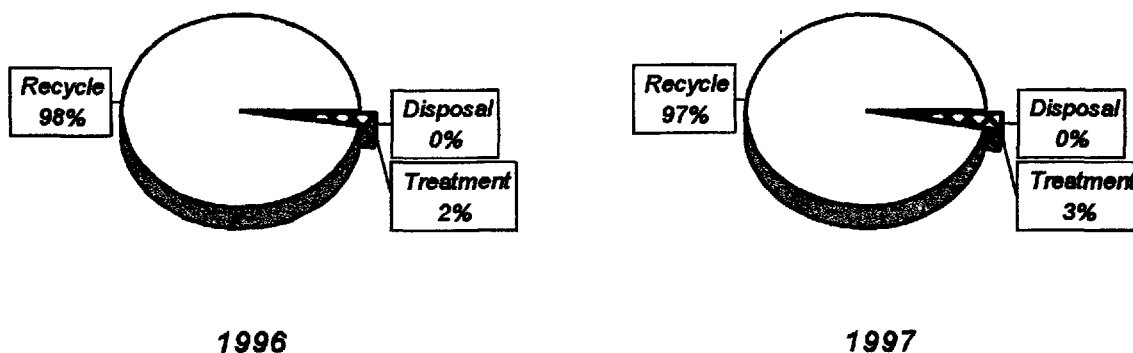 Recycle
98%
Disposal
0%
Treatment
2%
1996
Recycle
97%
Disposal
0%
Treatment
3%
1997